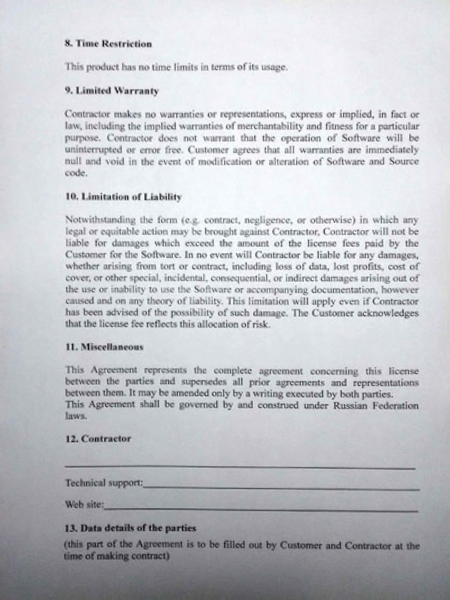 8. Time Restriction
This product has no time limits in terms of its usage.
9. Limited Warranty
Contractor makes no warranties or representations, express or implied, in fact or
law, including the implied warranties of merchantability and fitness for a particular
purpose. Contractor does not warrant that the operation of Software will be
uninterrupted or error free. Customer agrees that all warranties are immediately
null and void in the event of modification or alteration of Software and Source
code.
10. Limitation of Liability
Notwithstanding the form (e.g. contract, negligence, or otherwise) in which any
legal or equitable action may be brought against Contractor, Contractor will not be
liable for damages which exceed the amount of the license fees paid by the
Customer for the Software. In no event will Contractor be liable for any damages,
whether arising from tort or contract, including loss of data, lost profits, cost of
cover, or other special, incidental, consequential, or indirect damages arising out of
the use or inability to use the Software or accompanying documentation, however
caused and on any theory of liability. This limitation will apply even if Contractor
has been advised of the possibility of such damage. The Customer acknowledges
that the license fee reflects this allocation of risk.
11. Miscellaneous
This Agreement represents the complete agreement concerning this license
between the parties and supersedes all prior agreements and representations
between them. It may be amended only by a writing executed by both parties.
This Agreement shall be governed by and construed under Russian Federation
laws.
12. Contractor
Technical support:
Web site:
13. Data details of the parties
(this part of the Agreement is to be filled out by Customer and Contractor at the
time of making contract)